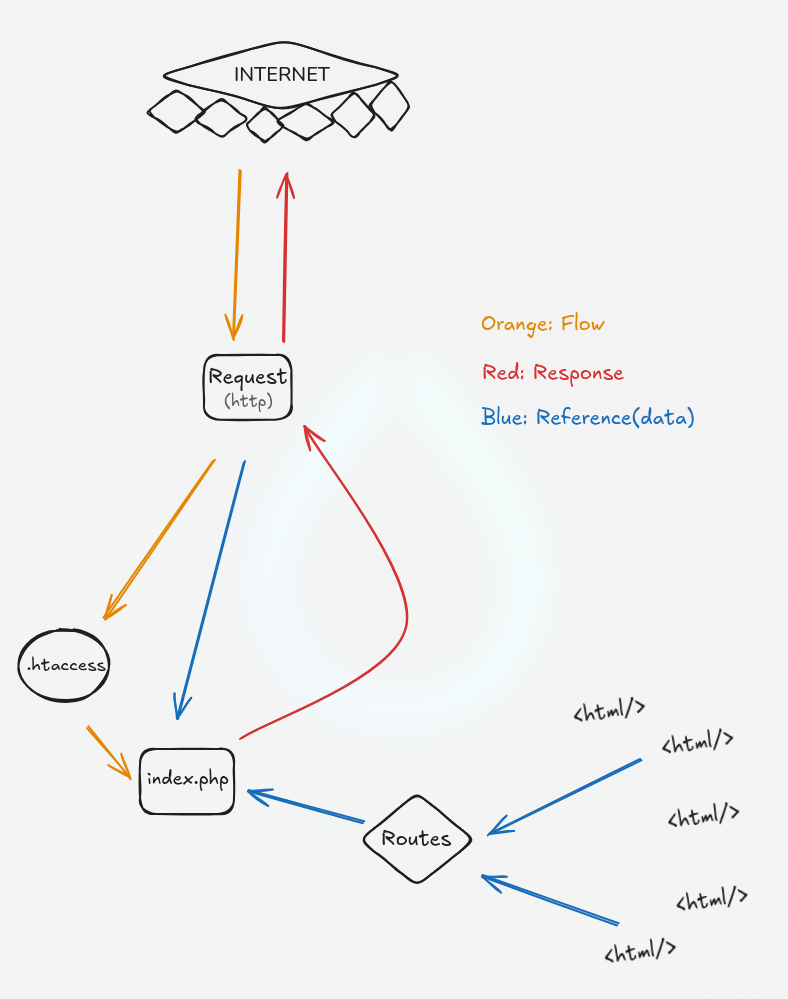 INTERNET
Orange: Flow
Red: Response
Blue: Reference(data)
Request
(http)
.htaccess
index.php
Routes
<html/>
<html/>
<html/>
<html/>
<html/>